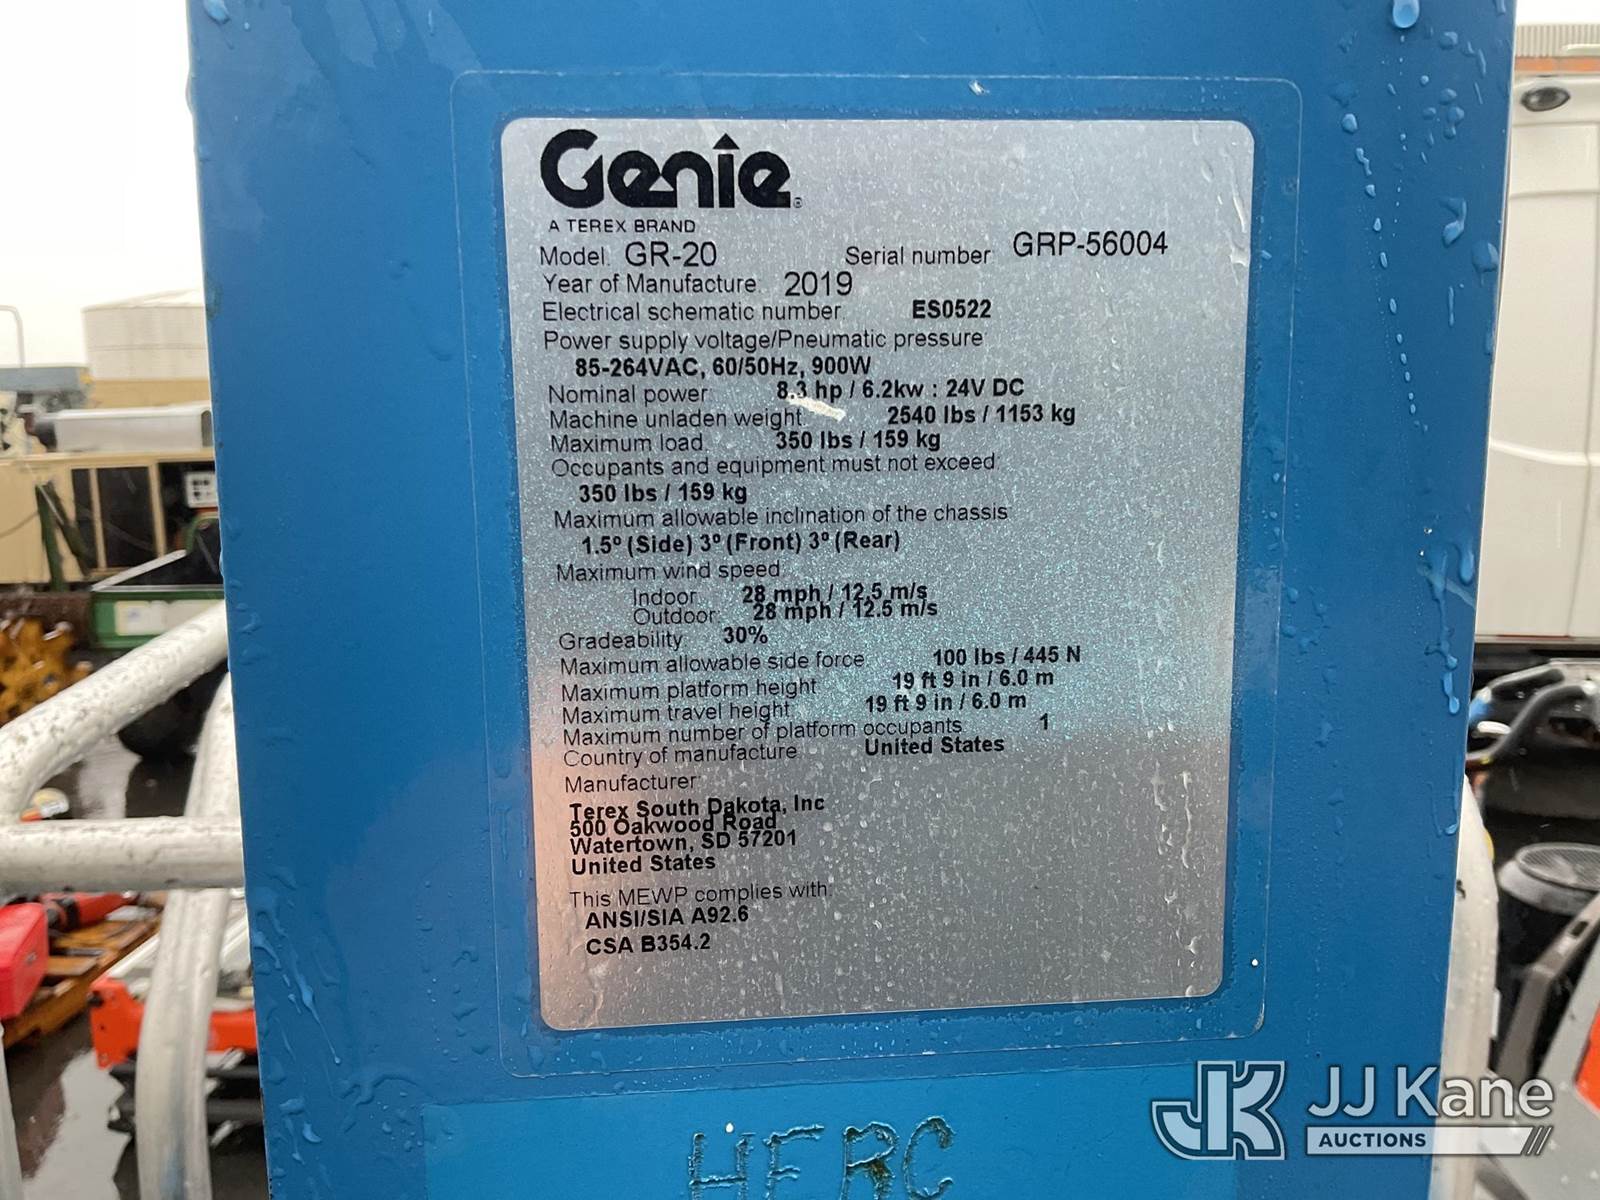 Genie®
A TEREX BRAND
Model: GR-20 Serial number: GRP-56004
Year of Manufacture: 2019
Electrical schematic number: ES0522
Power supply voltage/Pneumatic pressure
85-264VAC, 60/50Hz, 900W
Nominal power: 8.3 hp / 6.2kw : 24V DC
Machine unladen weight: 2540 lbs / 1153 kg
Maximum load: 350 lbs / 159 kg
Occupants and equipment must not exceed:
350 lbs / 159 kg
Maximum allowable inclination of the chassis:
1.5º (Side) 3º (Front) 3º (Rear)
Maximum wind speed:
Indoor: 28 mph / 12.5 m/s
Outdoor: 28 mph / 12.5 m/s
Gradeability: 30%
Maximum allowable side force: 100 lbs / 445 N
Maximum platform height: 19 ft 9 in / 6.0 m
Maximum travel height: 19 ft 9 in / 6.0 m
Maximum number of platform occupants: 1
Country of manufacture: United States
Manufacturer:
Terex South Dakota, Inc
500 Oakwood Road
Watertown, SD 57201
United States
This MEWP complies with:
ANSI/SIA A92.6
CSA B354.2
HERC
JK JJ Kane
AUCTIONS